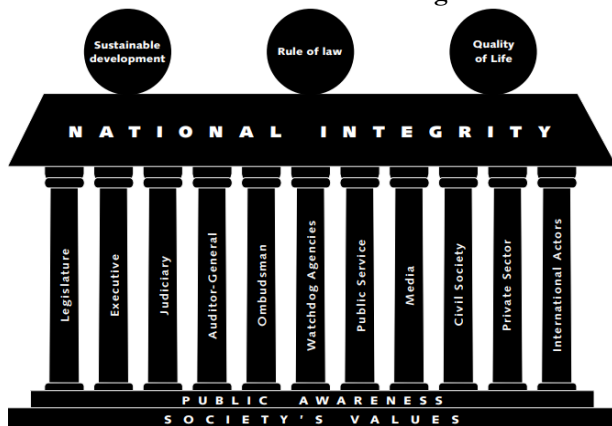 Sustainable
development
Rule of law
Quality
of Life
NATIONAL INTEGRITY
Legislature
Executive
Judiciary
Auditor-General
Ombudsman
Watchdog Agencies
Public Service
Media
Civil Society
Private Sector
International Actors
PUBLIC AWARENESS
SOCIETY'S VALUES